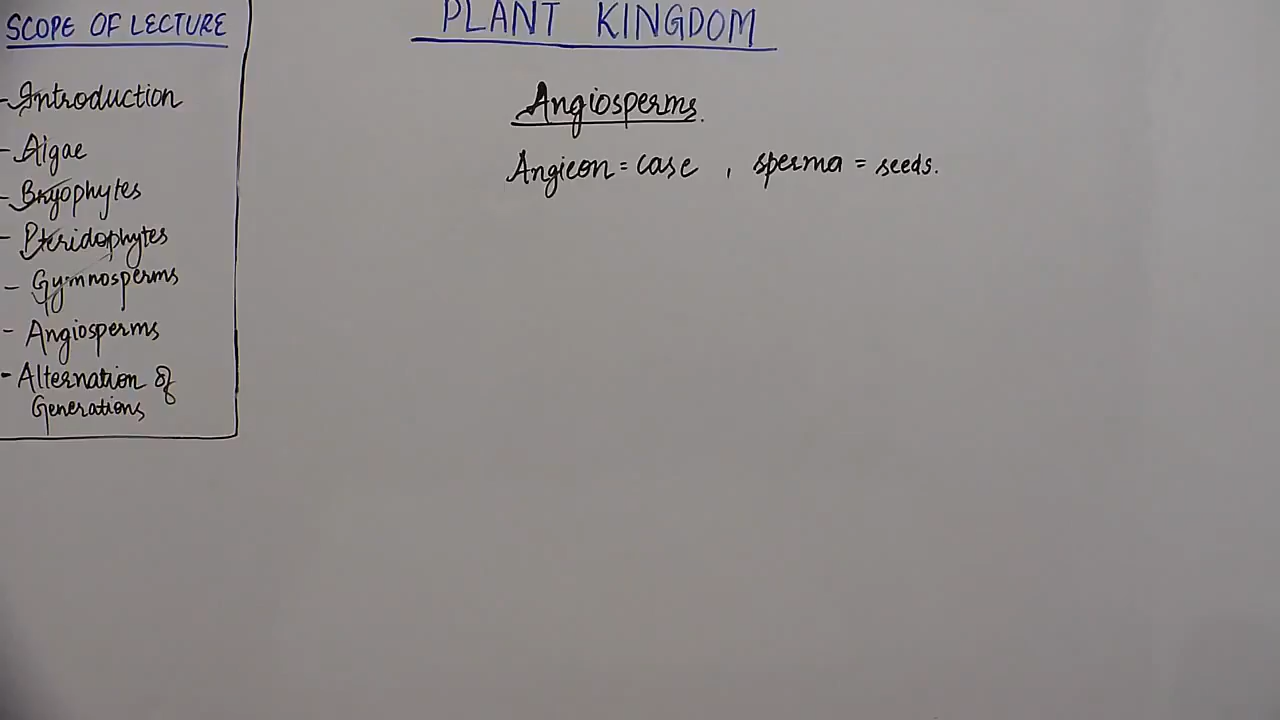 SCOPE OF LECTURE
- Introduction
- Algae
- Bryophytes
- Pteridophytes
- Gymnosperms
- Angiosperms
- Alternation of
Generations
PLANT KINGDOM
Angiosperms.
Angieon = case , sperma = seeds.